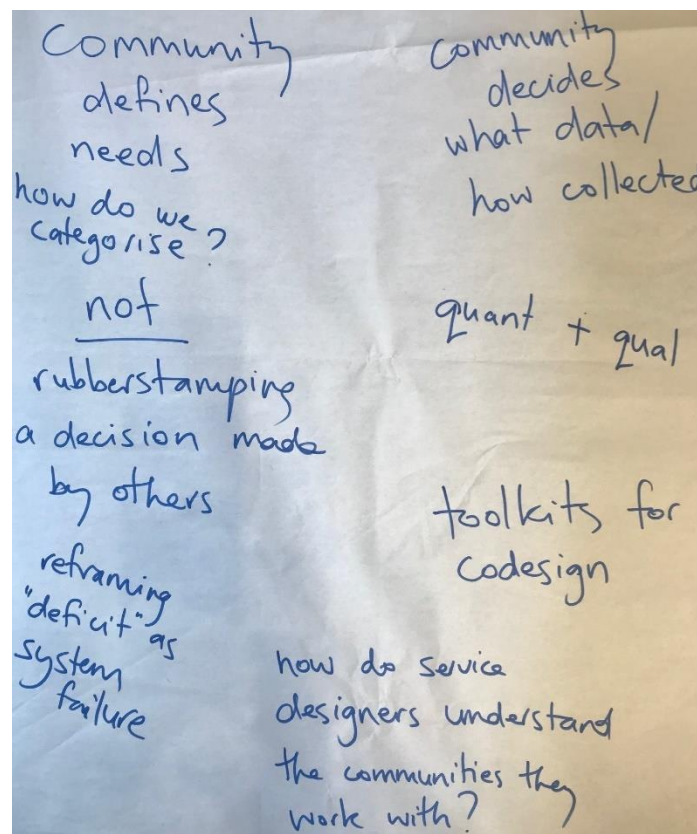 Community
defines
needs
how do we
categorise?
not
rubberstamping
a decision made
by others
reframing
"deficit" as
system
failure
Community
decides
what data/
how collected
quant + qual
toolkits for
codesign
how do service
designers understand
the communities they
work with?